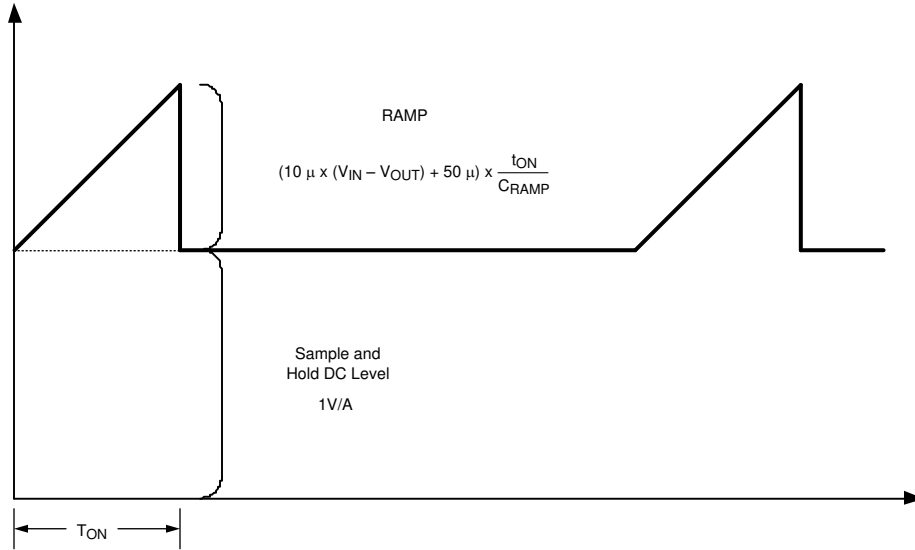 RAMP
(10 μ x (VIN – VOUT) + 50 μ) x tON / CRAMP
Sample and
Hold DC Level
1V/A
TON